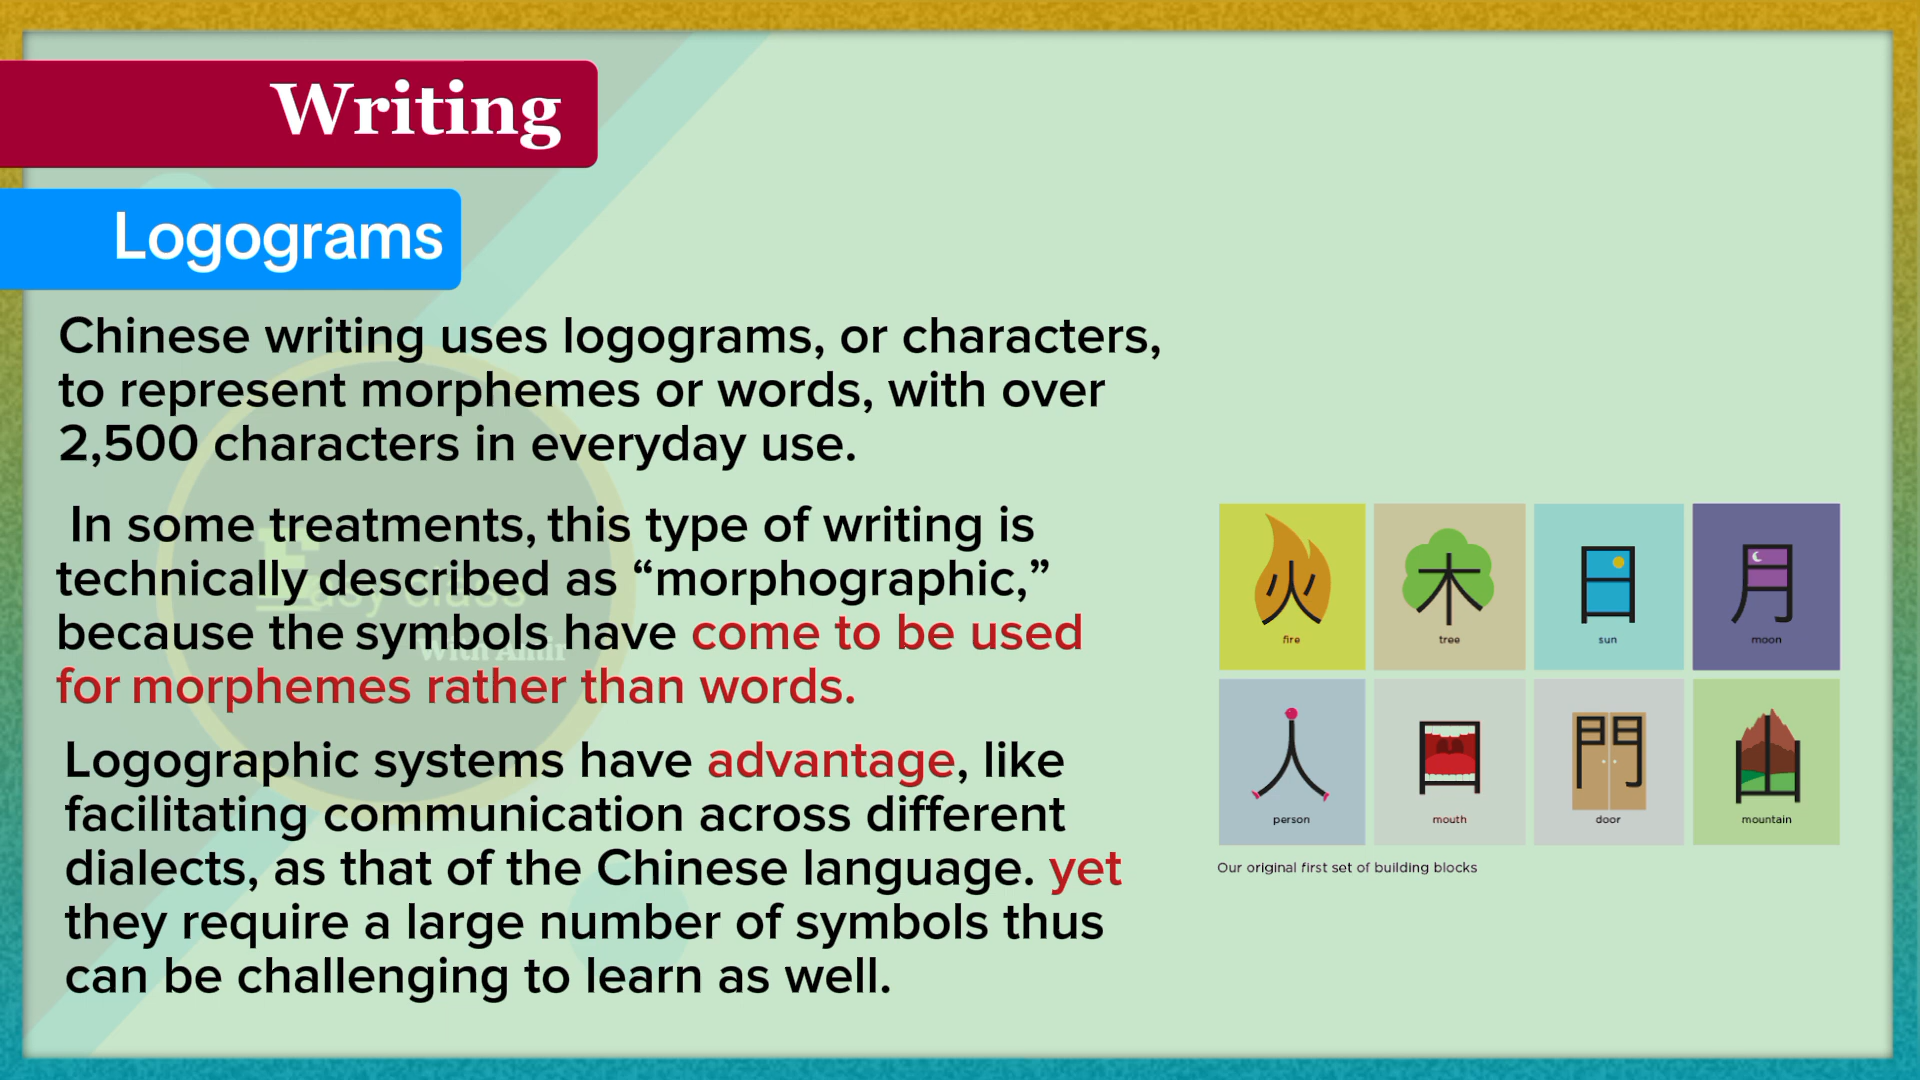 Writing
Logograms
Chinese writing uses logograms, or characters,
to represent morphemes or words, with over
2,500 characters in everyday use.
In some treatments, this type of writing is
technically described as “morphographic,”
because the symbols have come to be used
for morphemes rather than words.
Logographic systems have advantage, like
facilitating communication across different
dialects, as that of the Chinese language. yet
they require a large number of symbols thus
can be challenging to learn as well.
火 木 日 月
fire tree sun moon
人 口 門 山
person mouth door mountain
Our original first set of building blocks
Easy class
With Amir